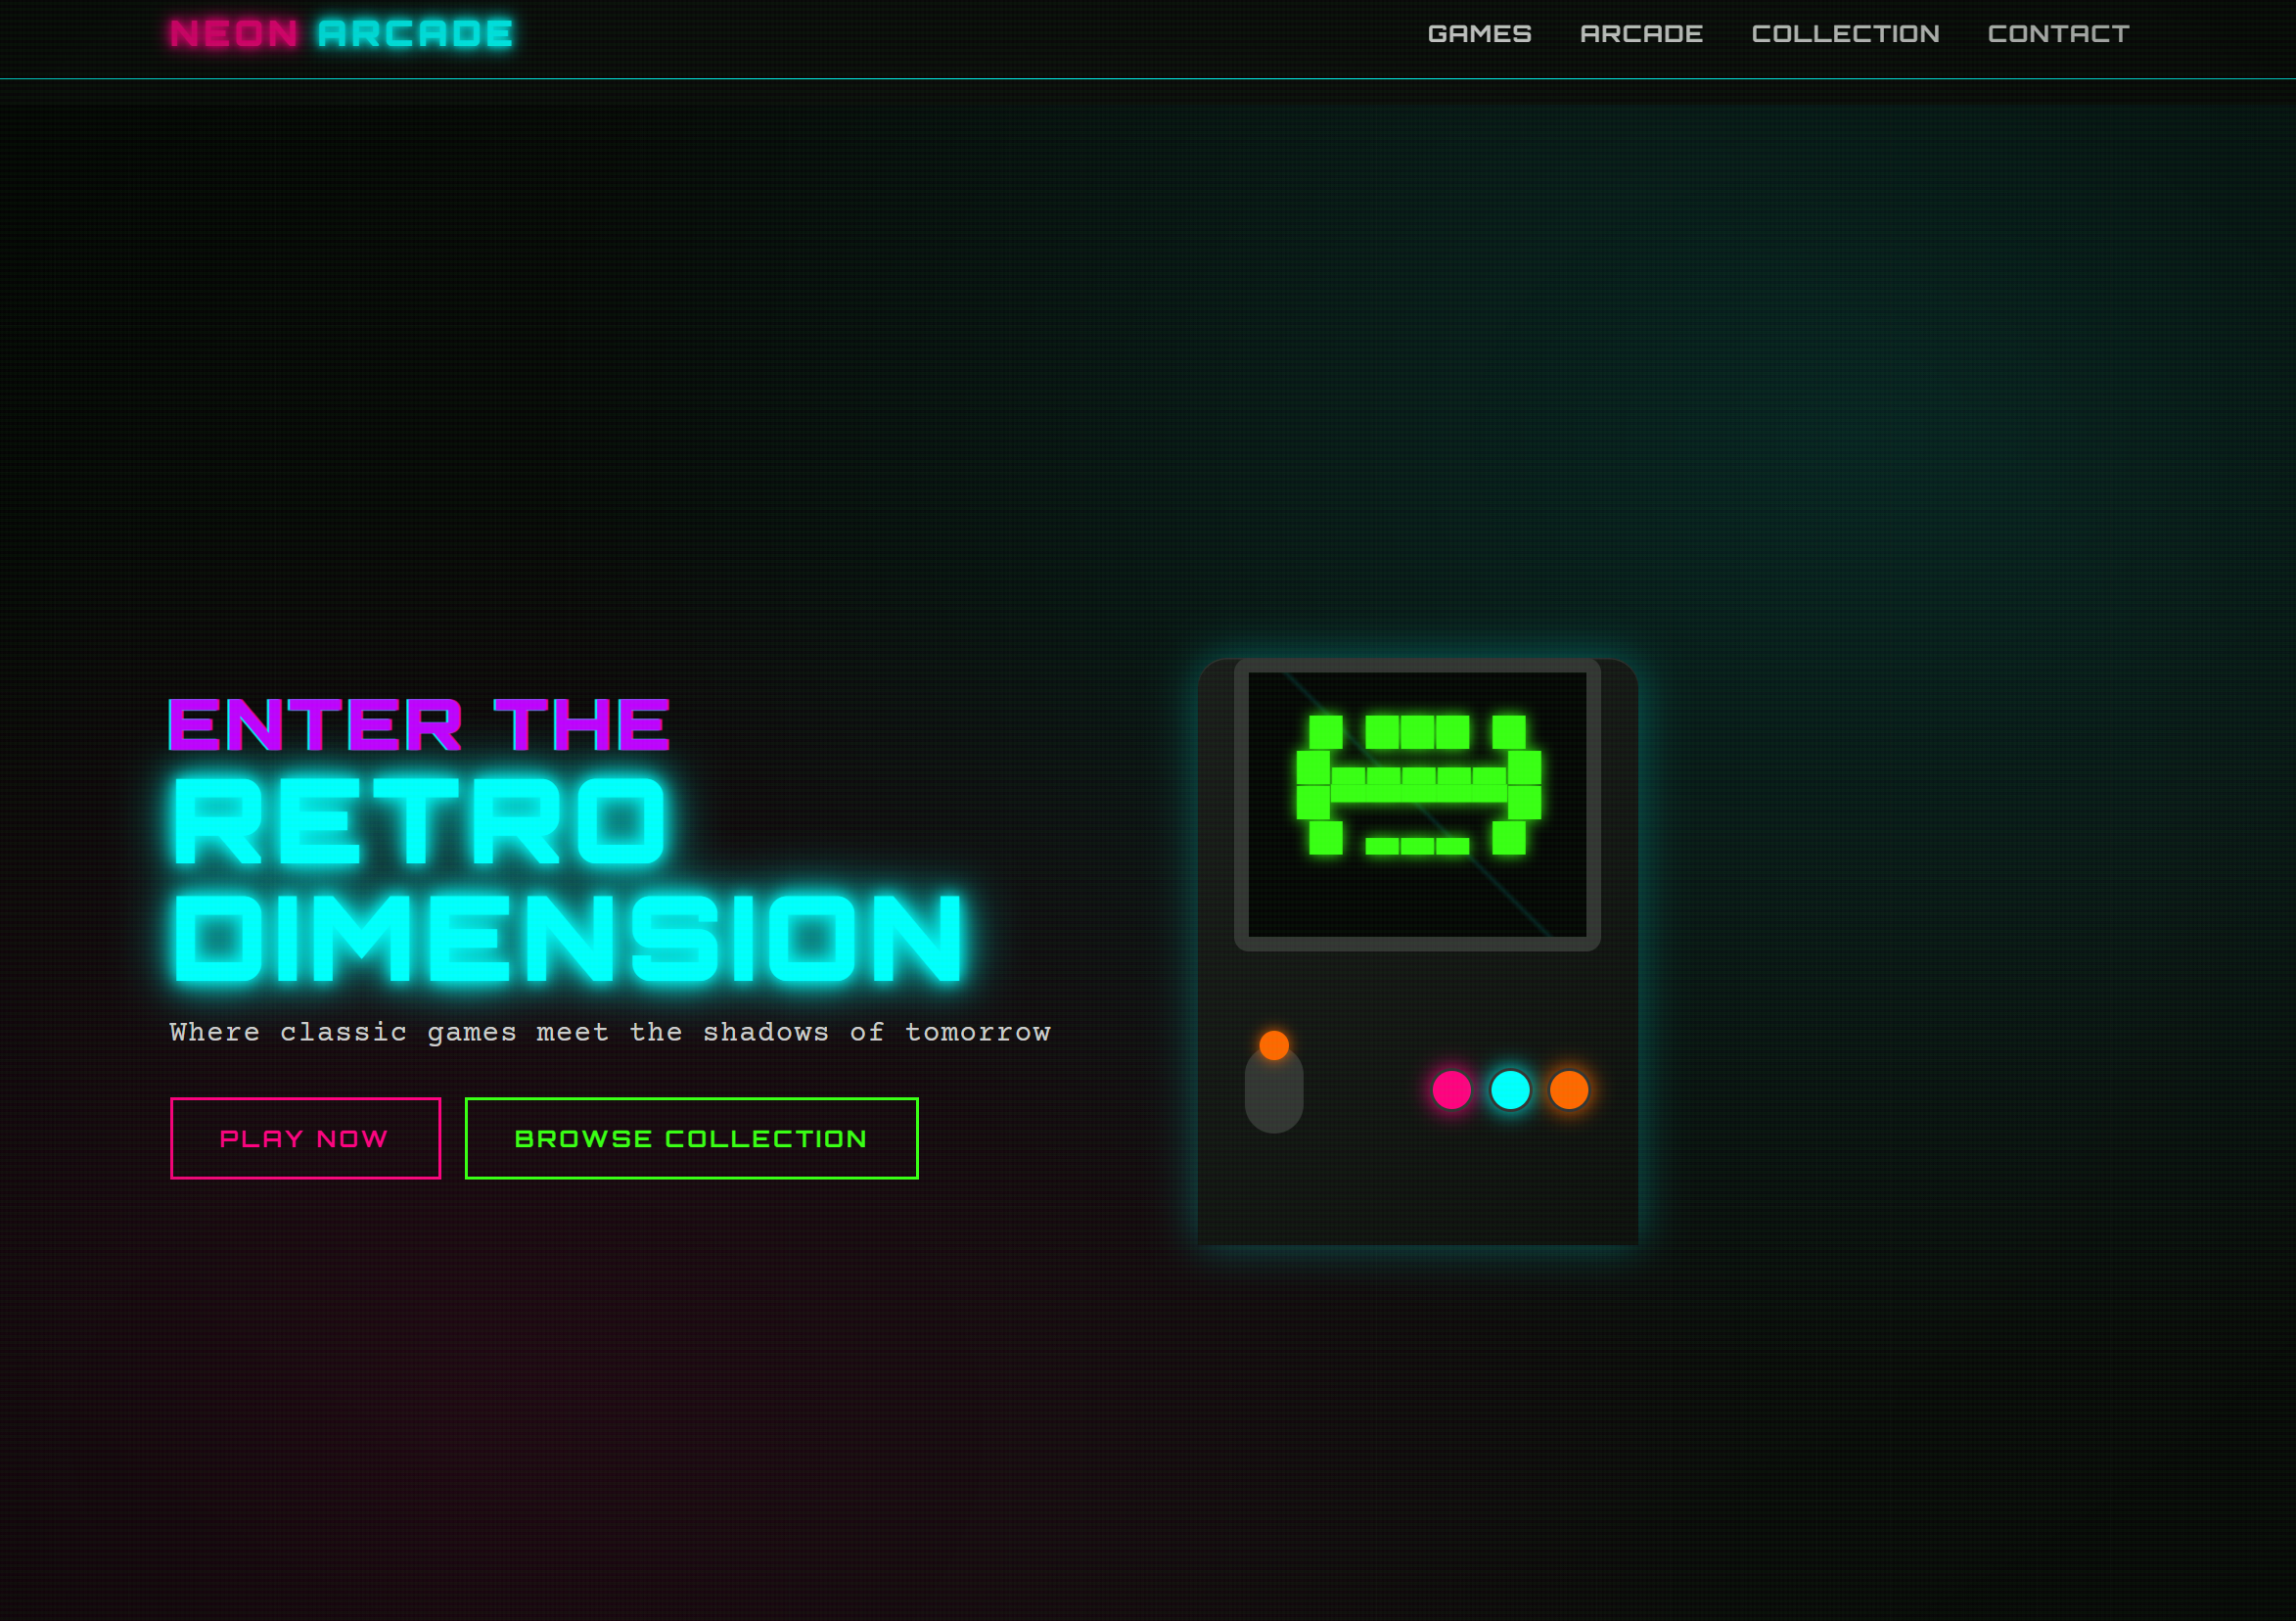 NEON ARCADE
GAMES ARCADE COLLECTION CONTACT
ENTER THE
RETRO
DIMENSION
Where classic games meet the shadows of tomorrow
PLAY NOW
BROWSE COLLECTION